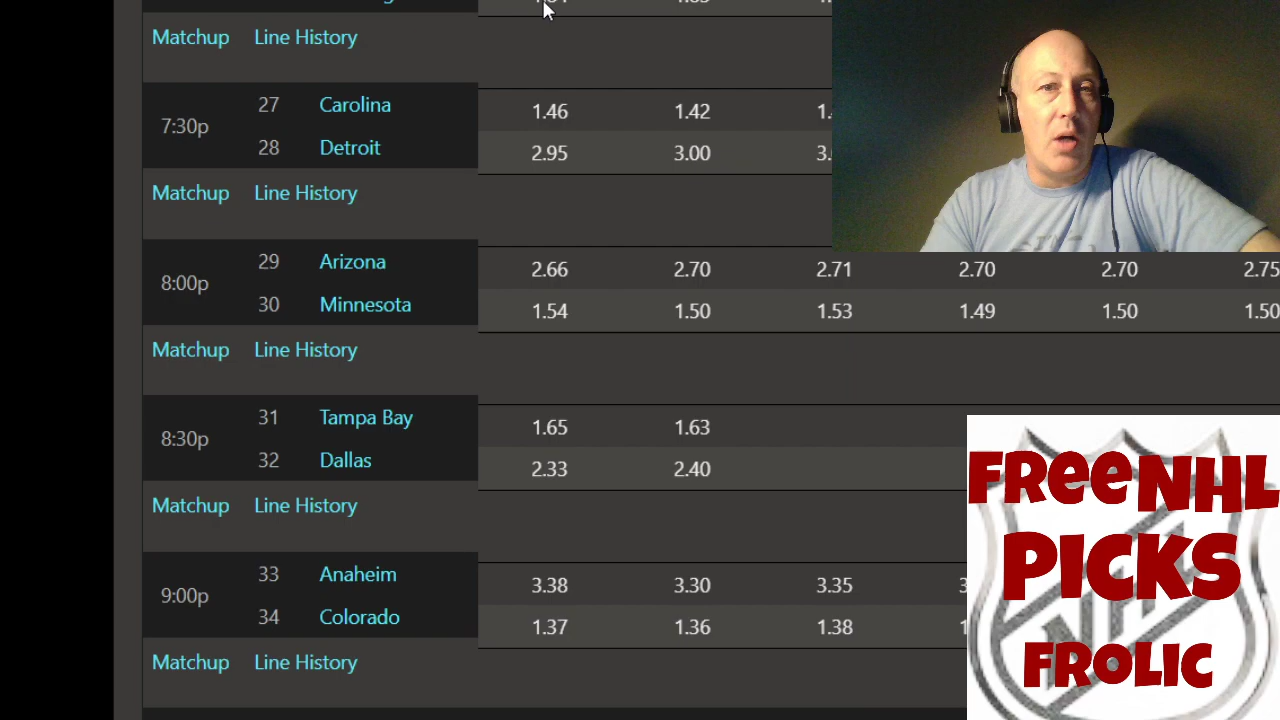 Matchup Line History
7:30p 27 Carolina 1.46 1.42
28 Detroit 2.95 3.00
Matchup Line History
8:00p 29 Arizona 2.66 2.70 2.71 2.70 2.70 2.75
30 Minnesota 1.54 1.50 1.53 1.49 1.50 1.50
Matchup Line History
8:30p 31 Tampa Bay 1.65 1.63
32 Dallas 2.33 2.40
Matchup Line History
9:00p 33 Anaheim 3.38 3.30 3.35
34 Colorado 1.37 1.36 1.38
Matchup Line History
FReeNHL
PICKS
FROLIC
NHL